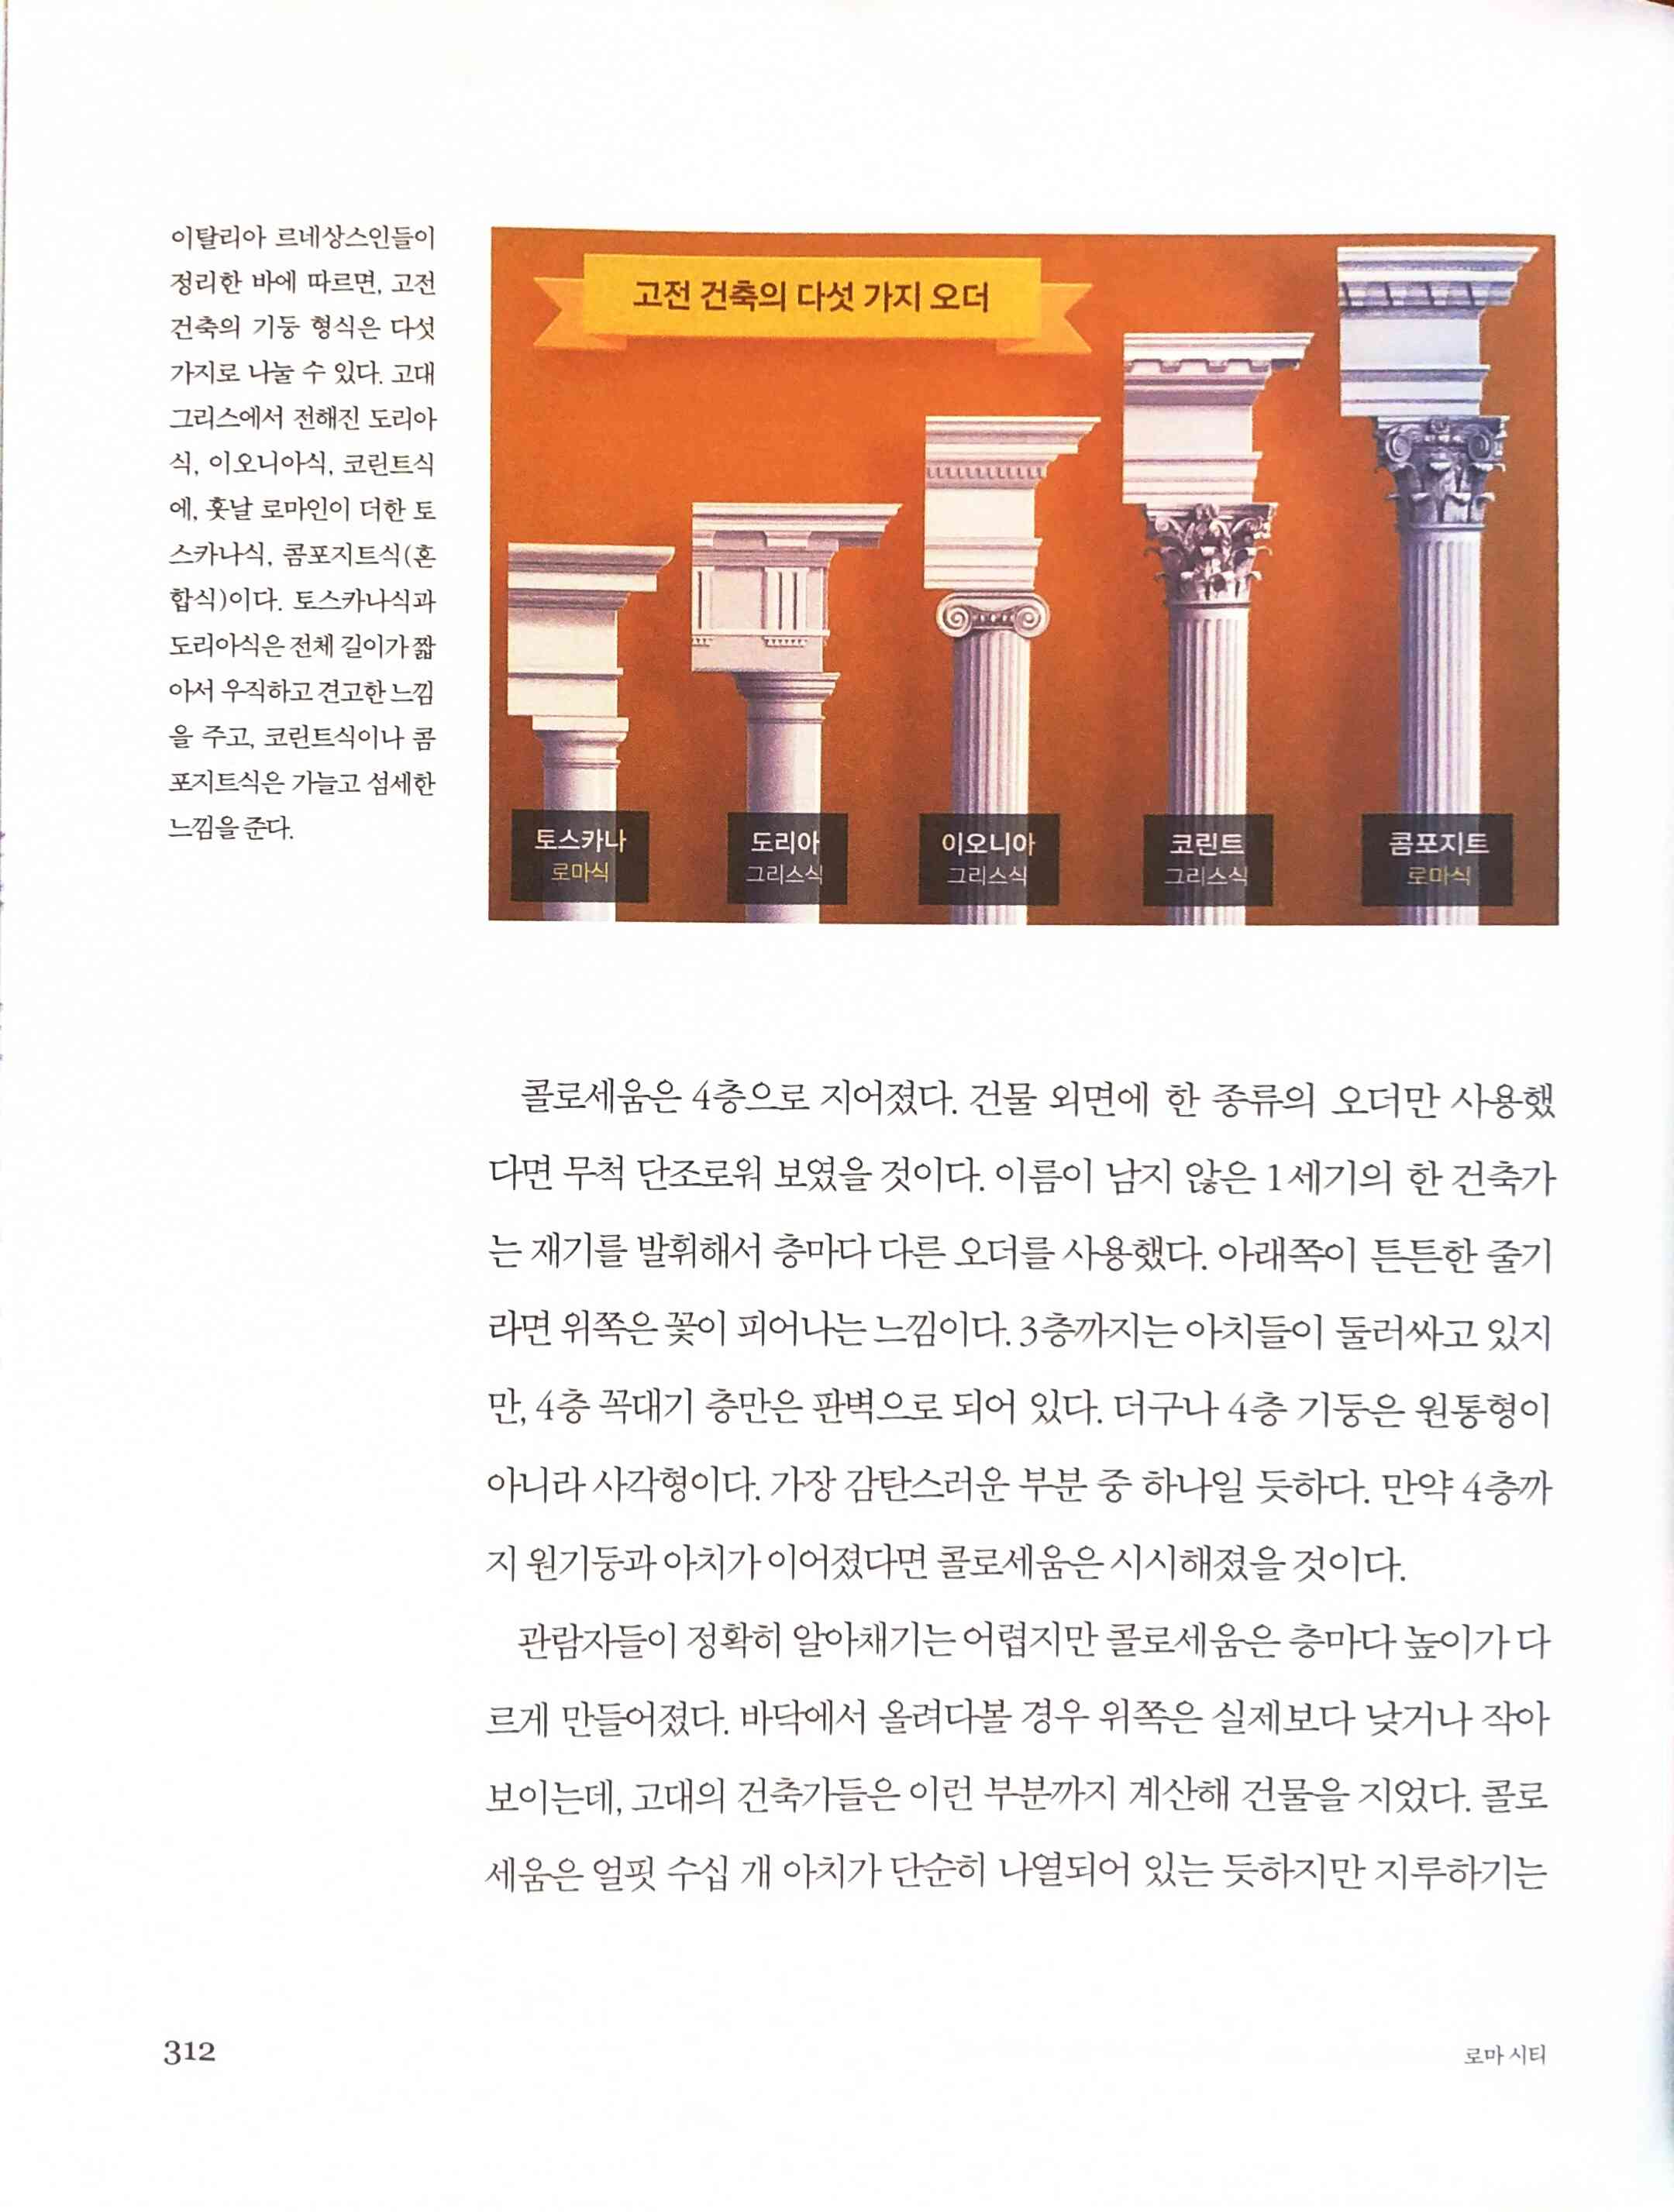 이탈리아 르네상스인들이
정리한 바에 따르면, 고전
건축의 기둥 형식은 다섯
가지로 나눌 수 있다. 고대
그리스에서 전해진 도리아
식, 이오니아식, 코린트식
에, 훗날 로마인이 더한 토
스카나식, 콤포지트식(혼
합식)이다. 토스카나식과
도리아식은 전체 길이가 짧
아서 우직하고 견고한 느낌
을 주고, 코린트식이나 콤
포지트식은 가늘고 섬세한
느낌을 준다.
고전 건축의 다섯 가지 오더
토스카나
로마식
도리아
그리스식
이오니아
그리스식
코린트
그리스식
콤포지트
로마식
콜로세움은 4층으로 지어졌다. 건물 외면에 한 종류의 오더만 사용했
다면 무척 단조로워 보였을 것이다. 이름이 남지 않은 1세기의 한 건축가
는 재기를 발휘해서 층마다 다른 오더를 사용했다. 아래쪽이 튼튼한 줄기
라면 위쪽은 꽃이 피어나는 느낌이다. 3층까지는 아치들이 둘러싸고 있지
만, 4층 꼭대기 층만은 판벽으로 되어 있다. 더구나 4층 기둥은 원통형이
아니라 사각형이다. 가장 감탄스러운 부분 중 하나일 듯하다. 만약 4층까
지 원기둥과 아치가 이어졌다면 콜로세움은 시시해졌을 것이다.
관람자들이 정확히 알아채기는 어렵지만 콜로세움은 층마다 높이가 다
르게 만들어졌다. 바닥에서 올려다볼 경우 위쪽은 실제보다 낮거나 작아
보이는데, 고대의 건축가들은 이런 부분까지 계산해 건물을 지었다. 콜로
세움은 얼핏 수십 개 아치가 단순히 나열되어 있는 듯하지만 지루하기는
312
로마 시티